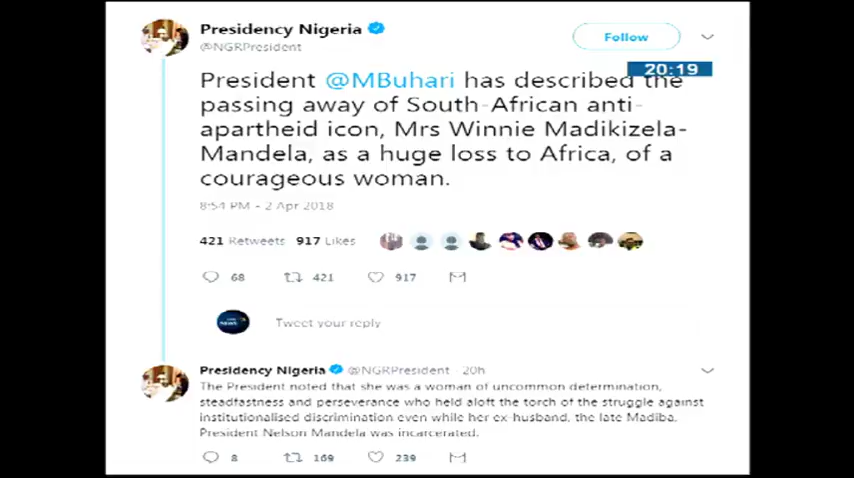 Presidency Nigeria
@NGRPresident
Follow
20:19
President @MBuhari has described the
passing away of South-African anti-
apartheid icon, Mrs Winnie Madikizela-
Mandela, as a huge loss to Africa, of a
courageous woman.
8:54 PM - 2 Apr 2018
421 Retweets 917 Likes
68 421 917
Tweet your reply
Presidency Nigeria @NGRPresident · 20h
The President noted that she was a woman of uncommon determination,
steadfastness and perseverance who held aloft the torch of the struggle against
institutionalised discrimination even while her ex-husband, the late Madiba,
President Nelson Mandela was incarcerated.
8 169 239